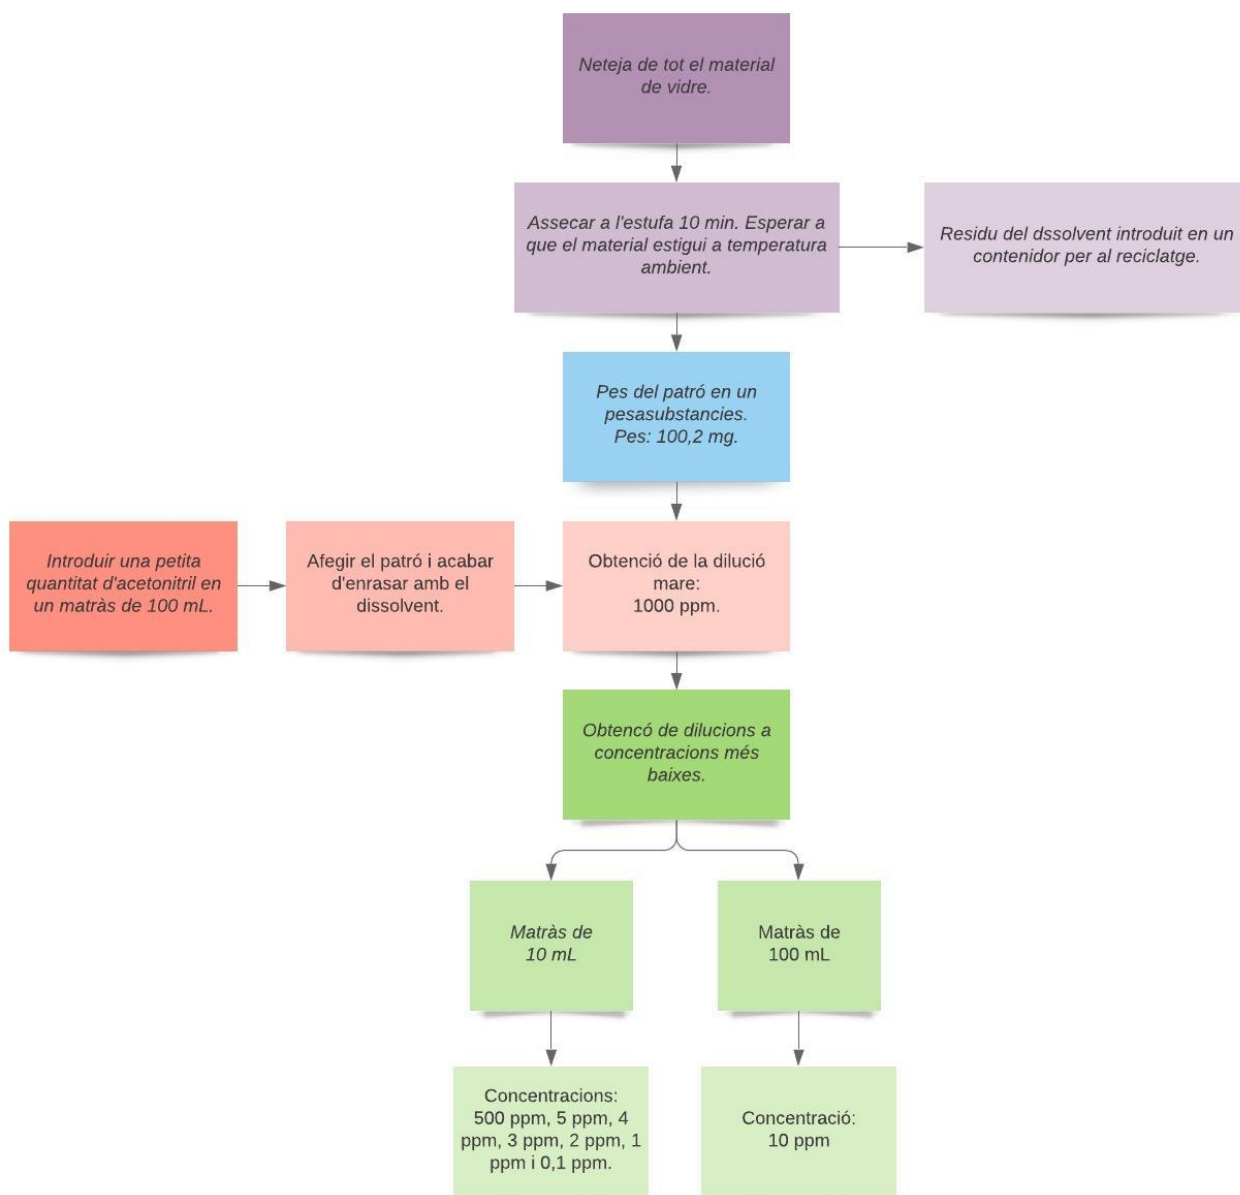 Neteja de tot el material
de vidre.
Assecar a l'estufa 10 min. Esperar a
que el material estigui a temperatura
ambient.
Residu del dssolvent introduit en un
contenidor per al reciclatge.
Pes del patró en un
pesasubstancies.
Pes: 100,2 mg.
Introduir una petita
quantitat d'acetonitril en
un matràs de 100 mL.
Afegir el patró i acabar
d'enrasar amb el
dissolvent.
Obtenció de la dilució
mare:
1000 ppm.
Obtencó de dilucions a
concentracions més
baixes.
Matràs de
10 mL
Matràs de
100 mL
Concentracions:
500 ppm, 5 ppm, 4
ppm, 3 ppm, 2 ppm, 1
ppm i 0,1 ppm.
Concentració:
10 ppm